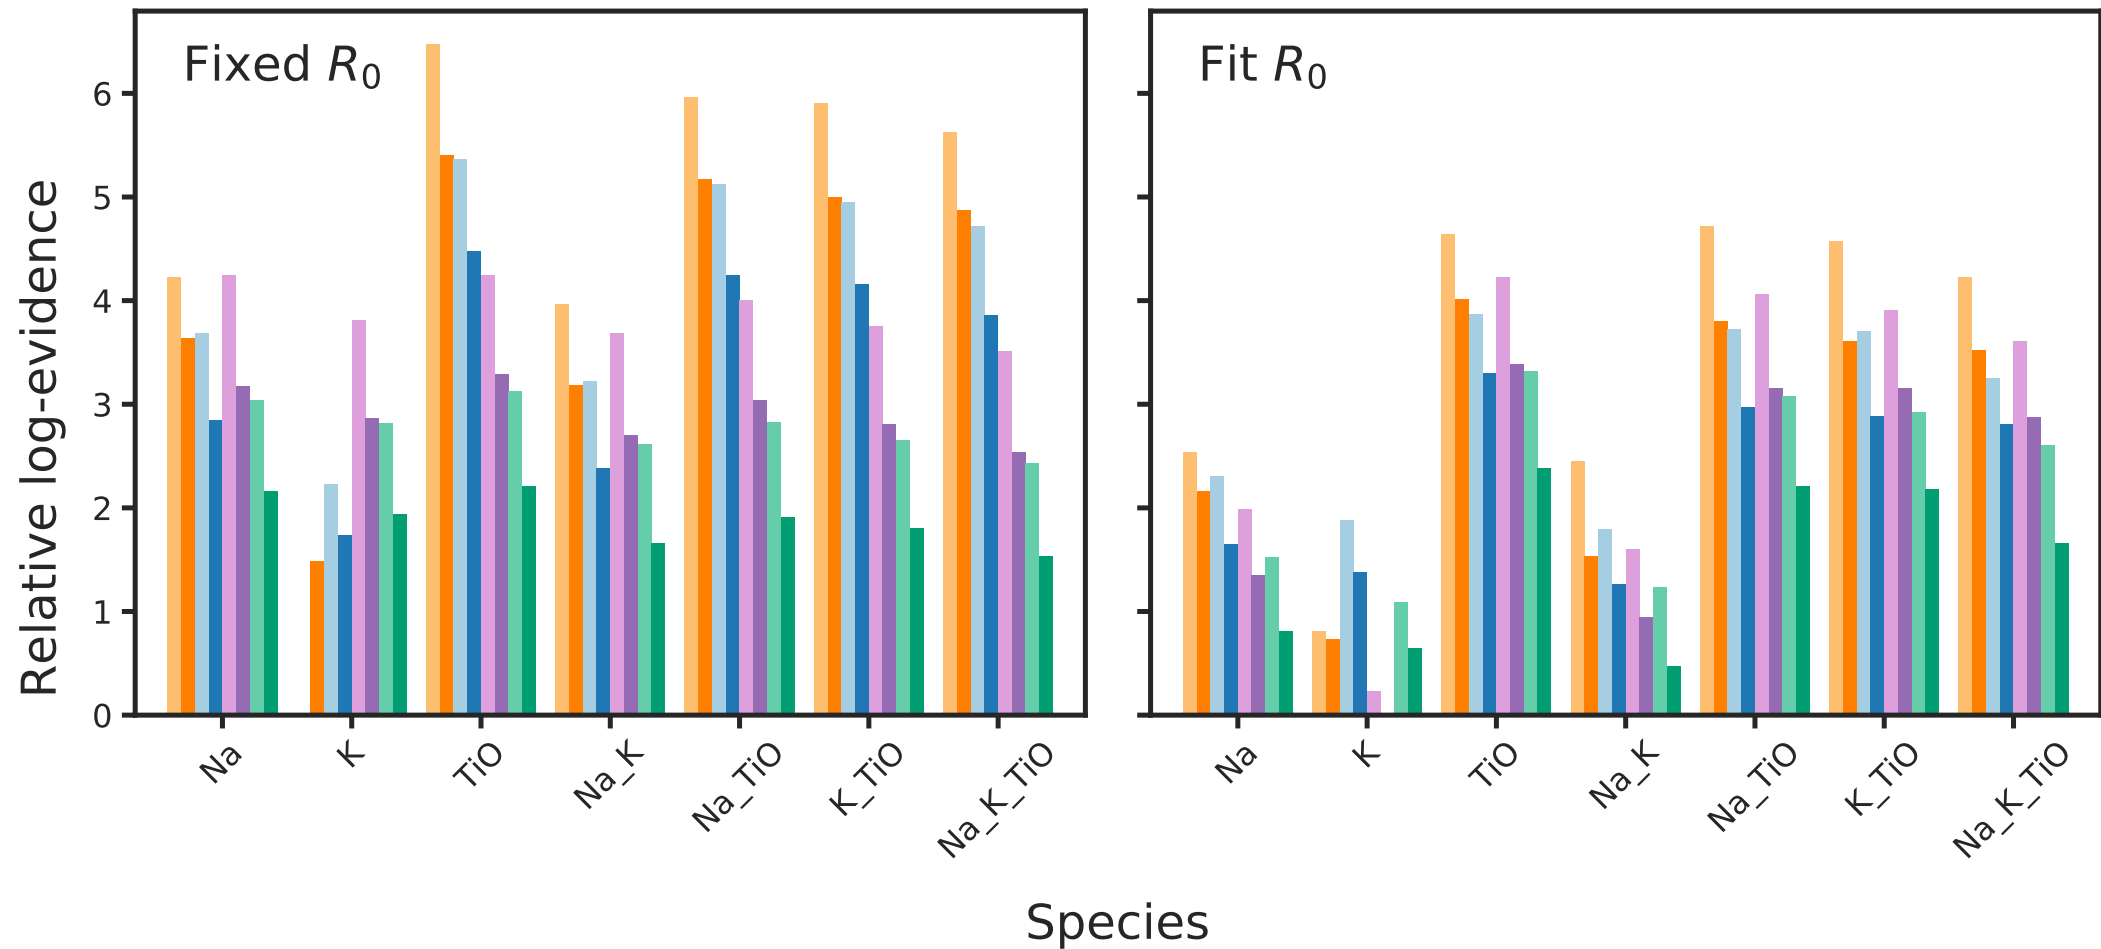 Fixed R0
Fit R0
Relative log-evidence
6
5
4
3
2
1
0
Na
K
TiO
Na_K
Na_TiO
K_TiO
Na_K_TiO
Na
K
TiO
Na_K
Na_TiO
K_TiO
Na_K_TiO
Species